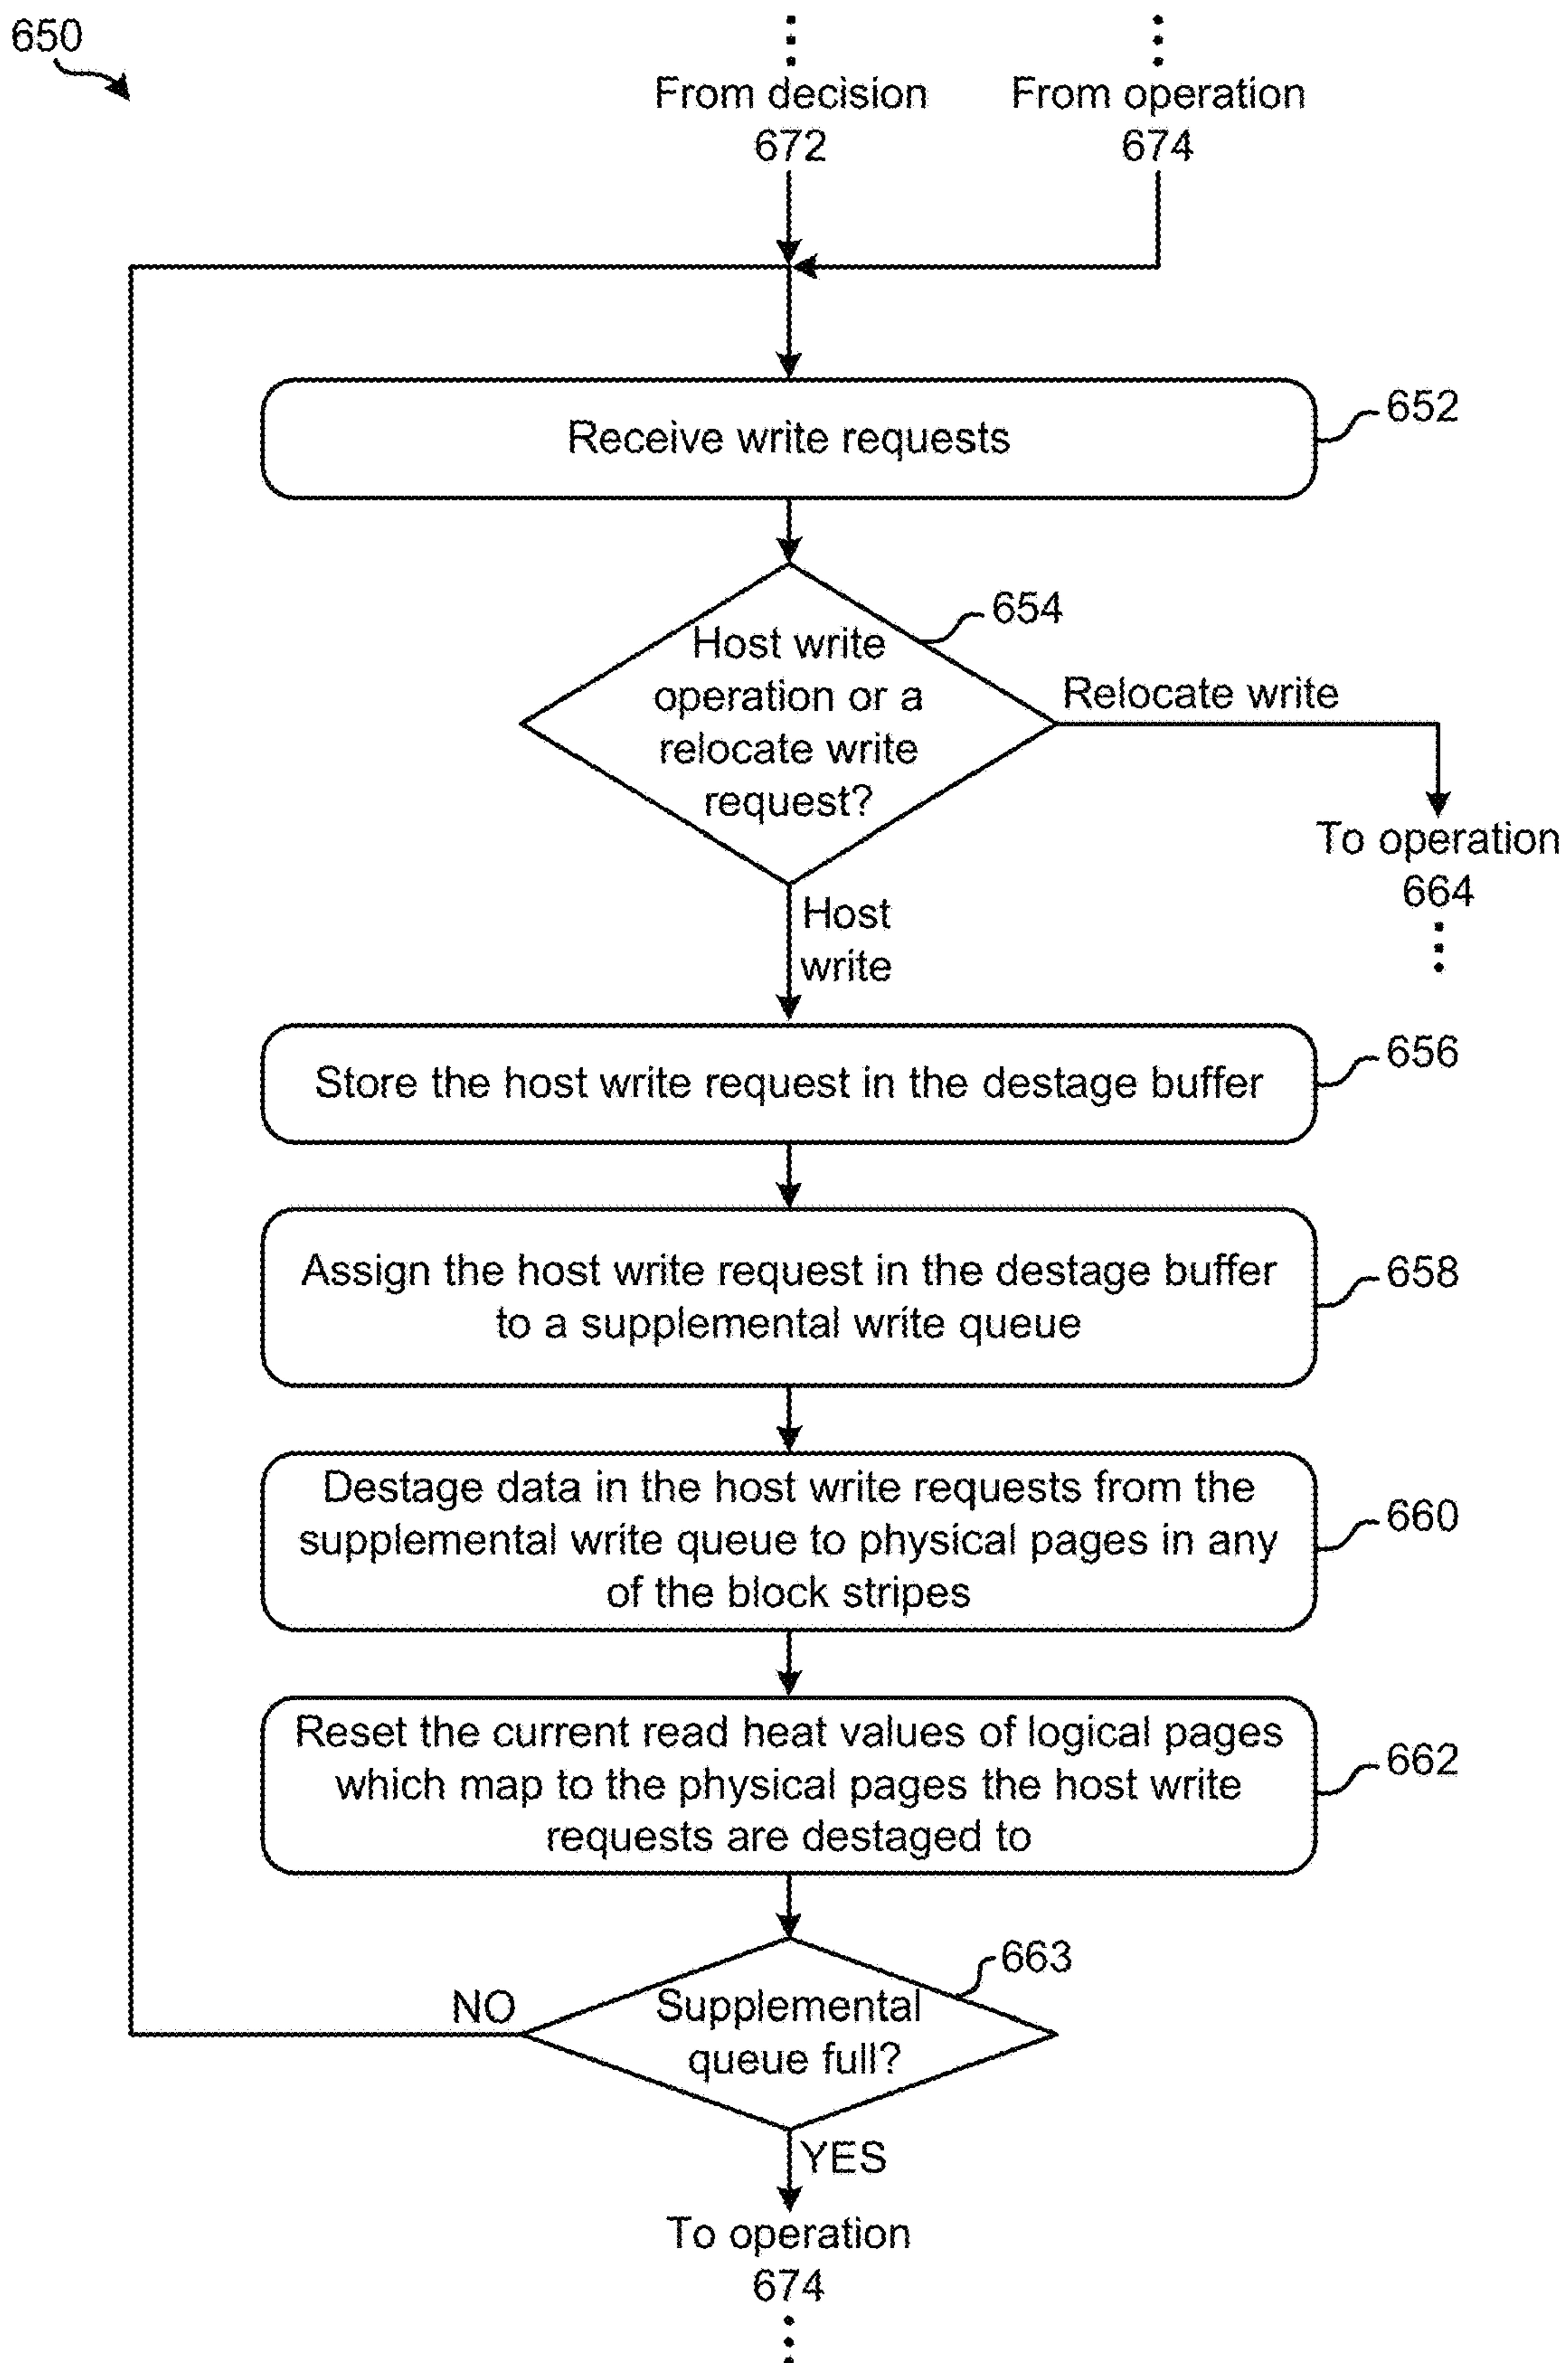 650
From decision
672
From operation
674
Receive write requests
652
Host write
operation or a
relocate write
request?
654
Relocate write
To operation
664
Host
write
Store the host write request in the destage buffer
656
Assign the host write request in the destage buffer
to a supplemental write queue
658
Destage data in the host write requests from the
supplemental write queue to physical pages in any
of the block stripes
660
Reset the current read heat values of logical pages
which map to the physical pages the host write
requests are destaged to
662
Supplemental
queue full?
663
NO
YES
To operation
674